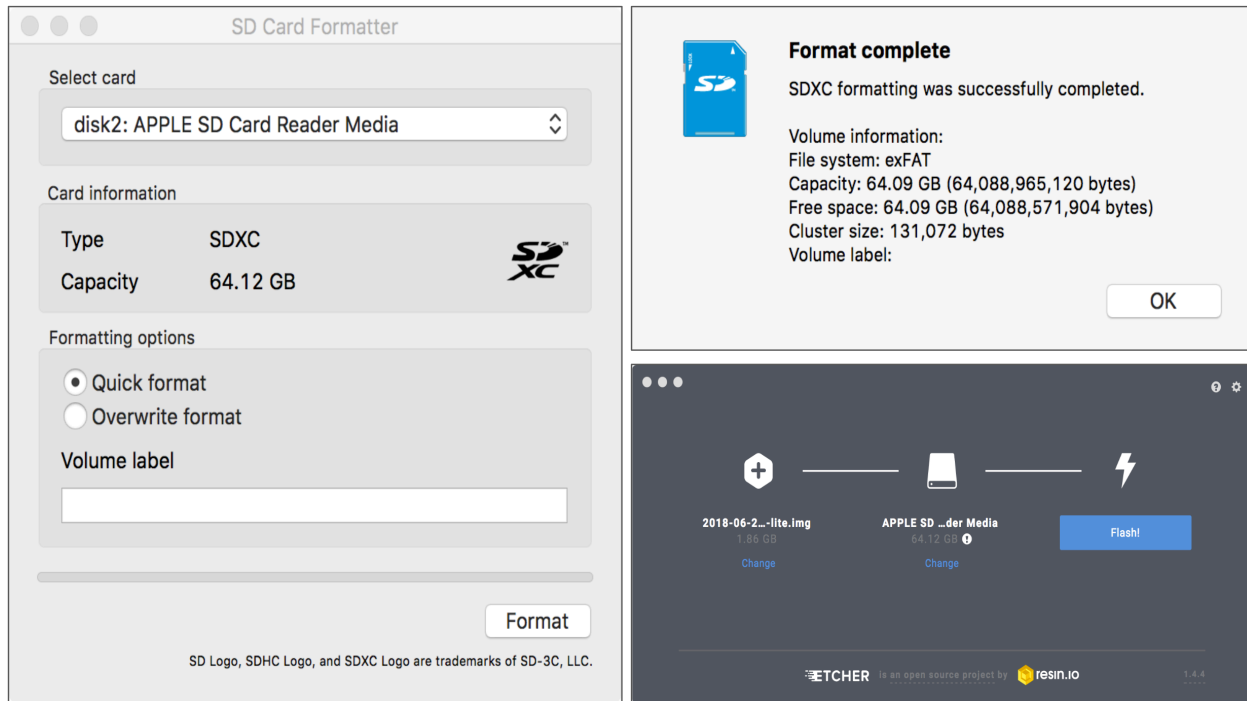 SD Card Formatter
Select card
disk2: APPLE SD Card Reader Media
Card information
Type SDXC
Capacity 64.12 GB
SD XC ™
Formatting options
Quick format
Overwrite format
Volume label
Format
SD Logo, SDHC Logo, and SDXC Logo are trademarks of SD-3C, LLC.
LOCK
SD
Format complete
SDXC formatting was successfully completed.
Volume information:
File system: exFAT
Capacity: 64.09 GB (64,088,965,120 bytes)
Free space: 64.09 GB (64,088,571,904 bytes)
Cluster size: 131,072 bytes
Volume label:
OK
2018-06-2...-lite.img
1.86 GB
Change
APPLE SD ...der Media
64.12 GB
Change
Flash!
ETCHER is an open source project by resin.io
1.4.4